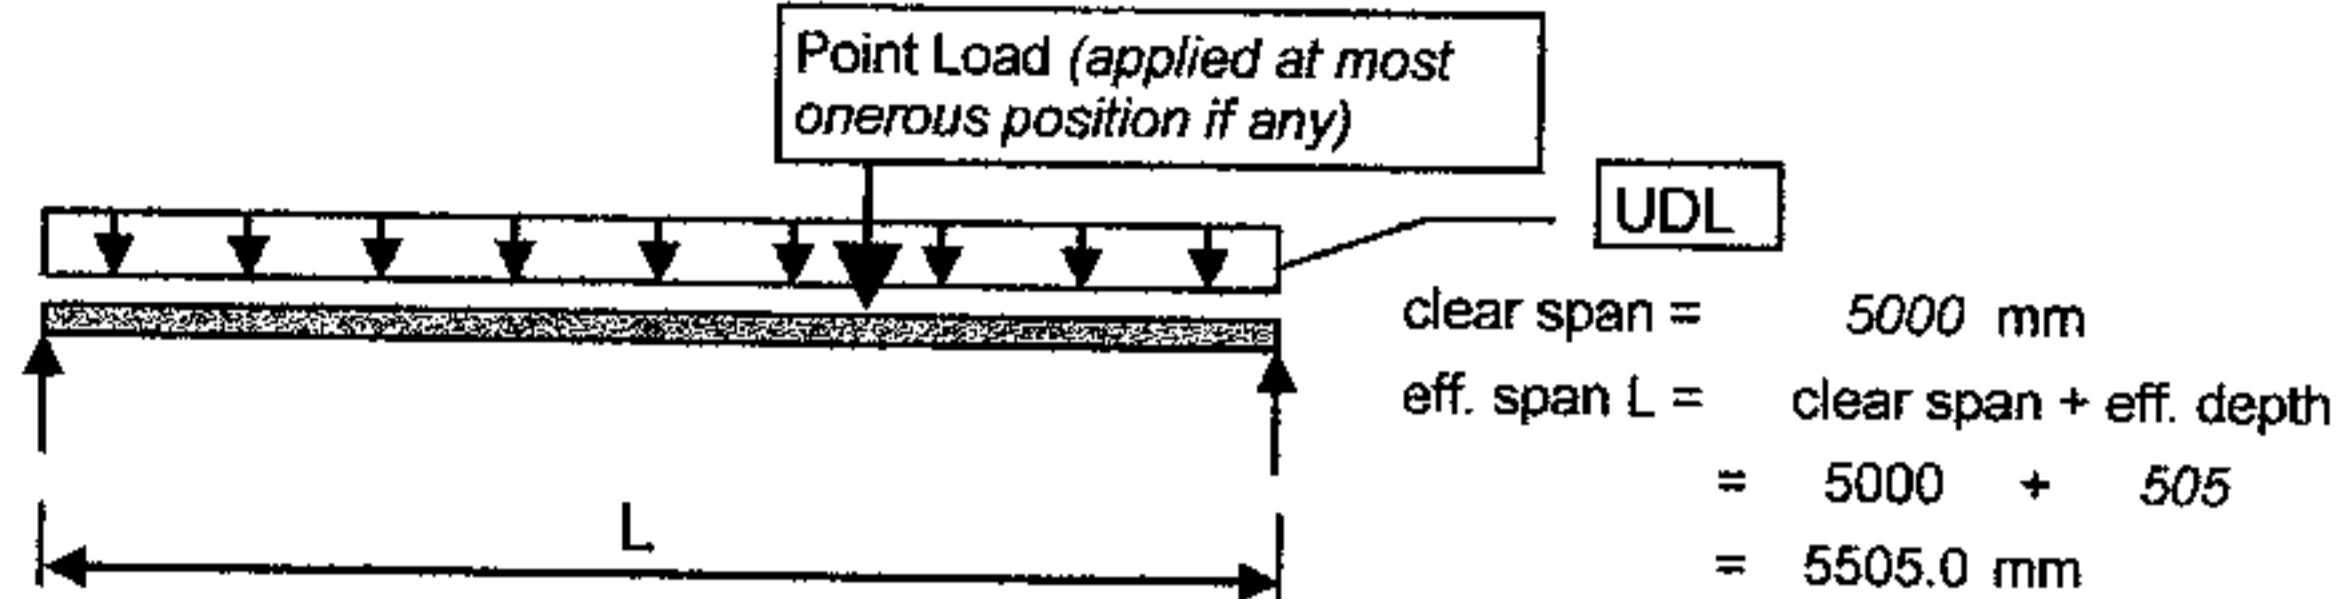 Point Load (applied at most
onerous position if any)
UDL
clear span = 5000 mm
eff. span L = clear span + eff. depth
= 5000 + 505
L
= 5505.0 mm